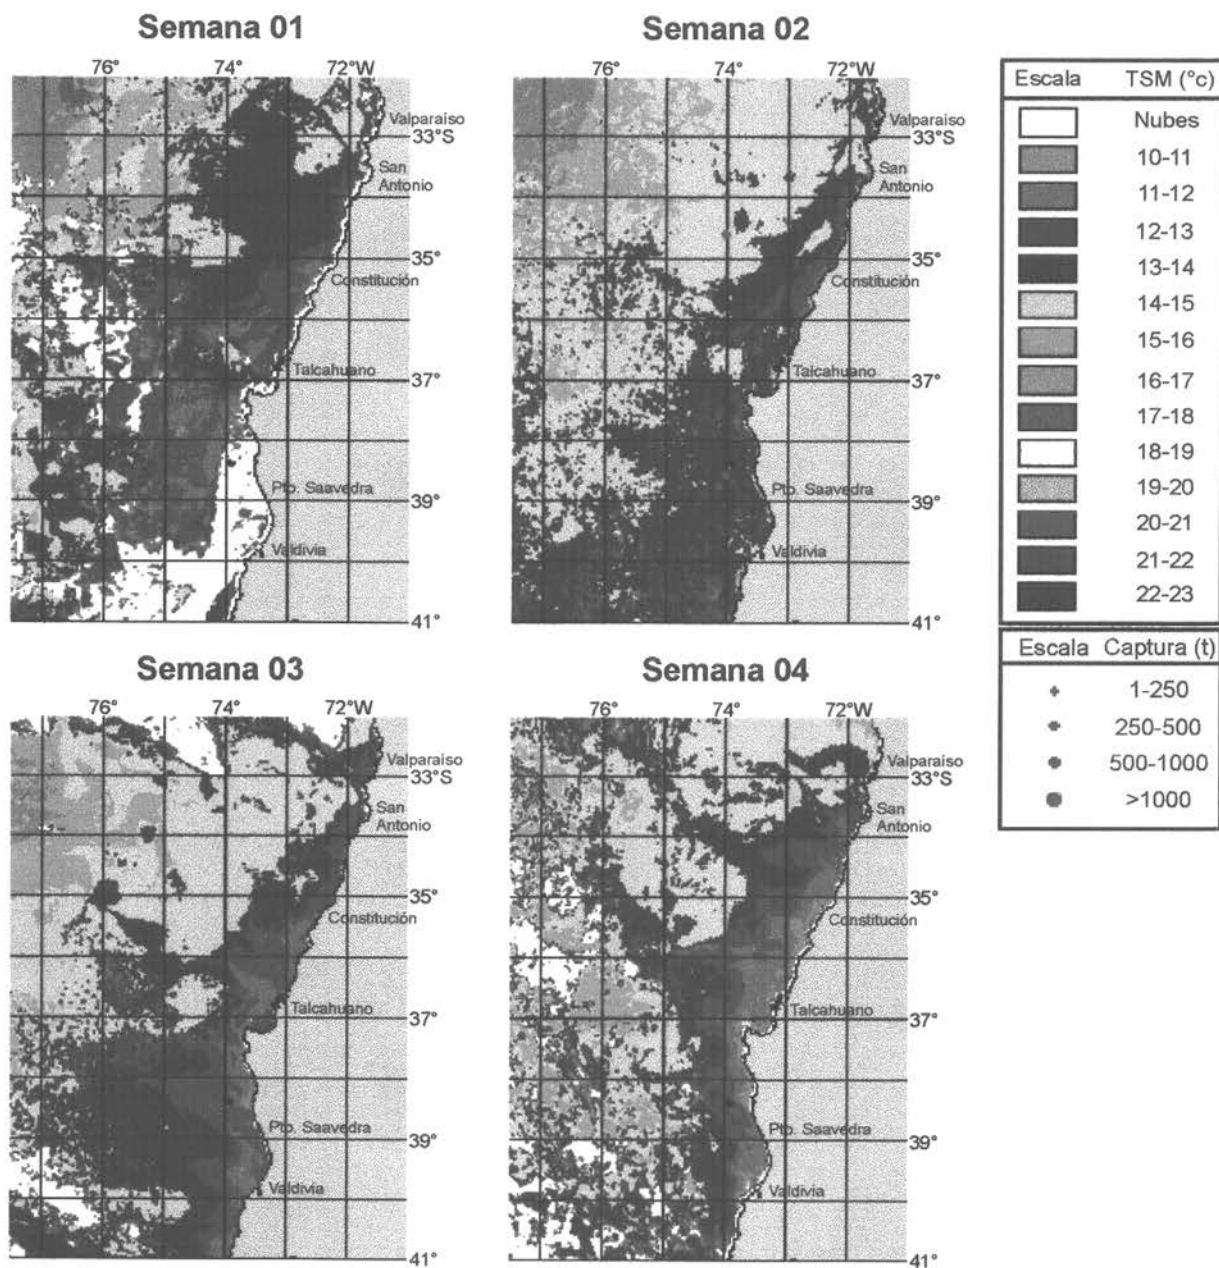 Semana 01
76° 74° 72°W
Valparaiso
33°S
San
Antonio
35°
Constitución
Talcahuano
37°
Pto. Saavedra
39°
Valdivia
41°
Semana 02
76° 74° 72°W
Valparaiso
33°S
San
Antonio
35°
Constitución
Talcahuano
37°
Pto. Saavedra
39°
Valdivia
41°
Escala TSM (°c)
Nubes
10-11
11-12
12-13
13-14
14-15
15-16
16-17
17-18
18-19
19-20
20-21
21-22
22-23
Escala Captura (t)
1-250
250-500
500-1000
>1000
Semana 03
76° 74° 72°W
Valparaiso
33°S
San
Antonio
35°
Constitución
Talcahuano
37°
Pto. Saavedra
39°
Valdivia
41°
Semana 04
76° 74° 72°W
Valparaiso
33°S
San
Antonio
35°
Constitución
Talcahuano
37°
Pto. Saavedra
39°
Valdivia
41°